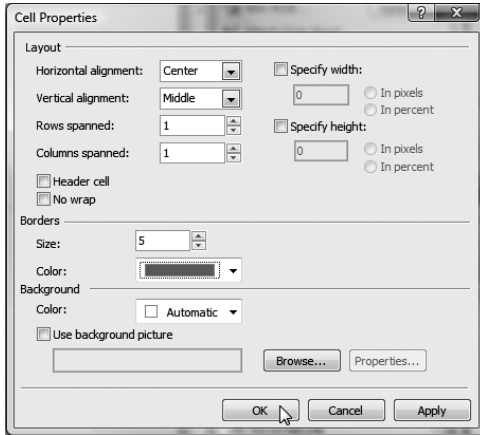 Cell Properties
Layout
Horizontal alignment: Center
Specify width:
Vertical alignment: Middle
0
In pixels
In percent
Rows spanned: 1
Specify height:
Columns spanned: 1
0
In pixels
In percent
Header cell
No wrap
Borders
Size: 5
Color:
Background
Color: Automatic
Use background picture
Browse... Properties...
OK Cancel Apply